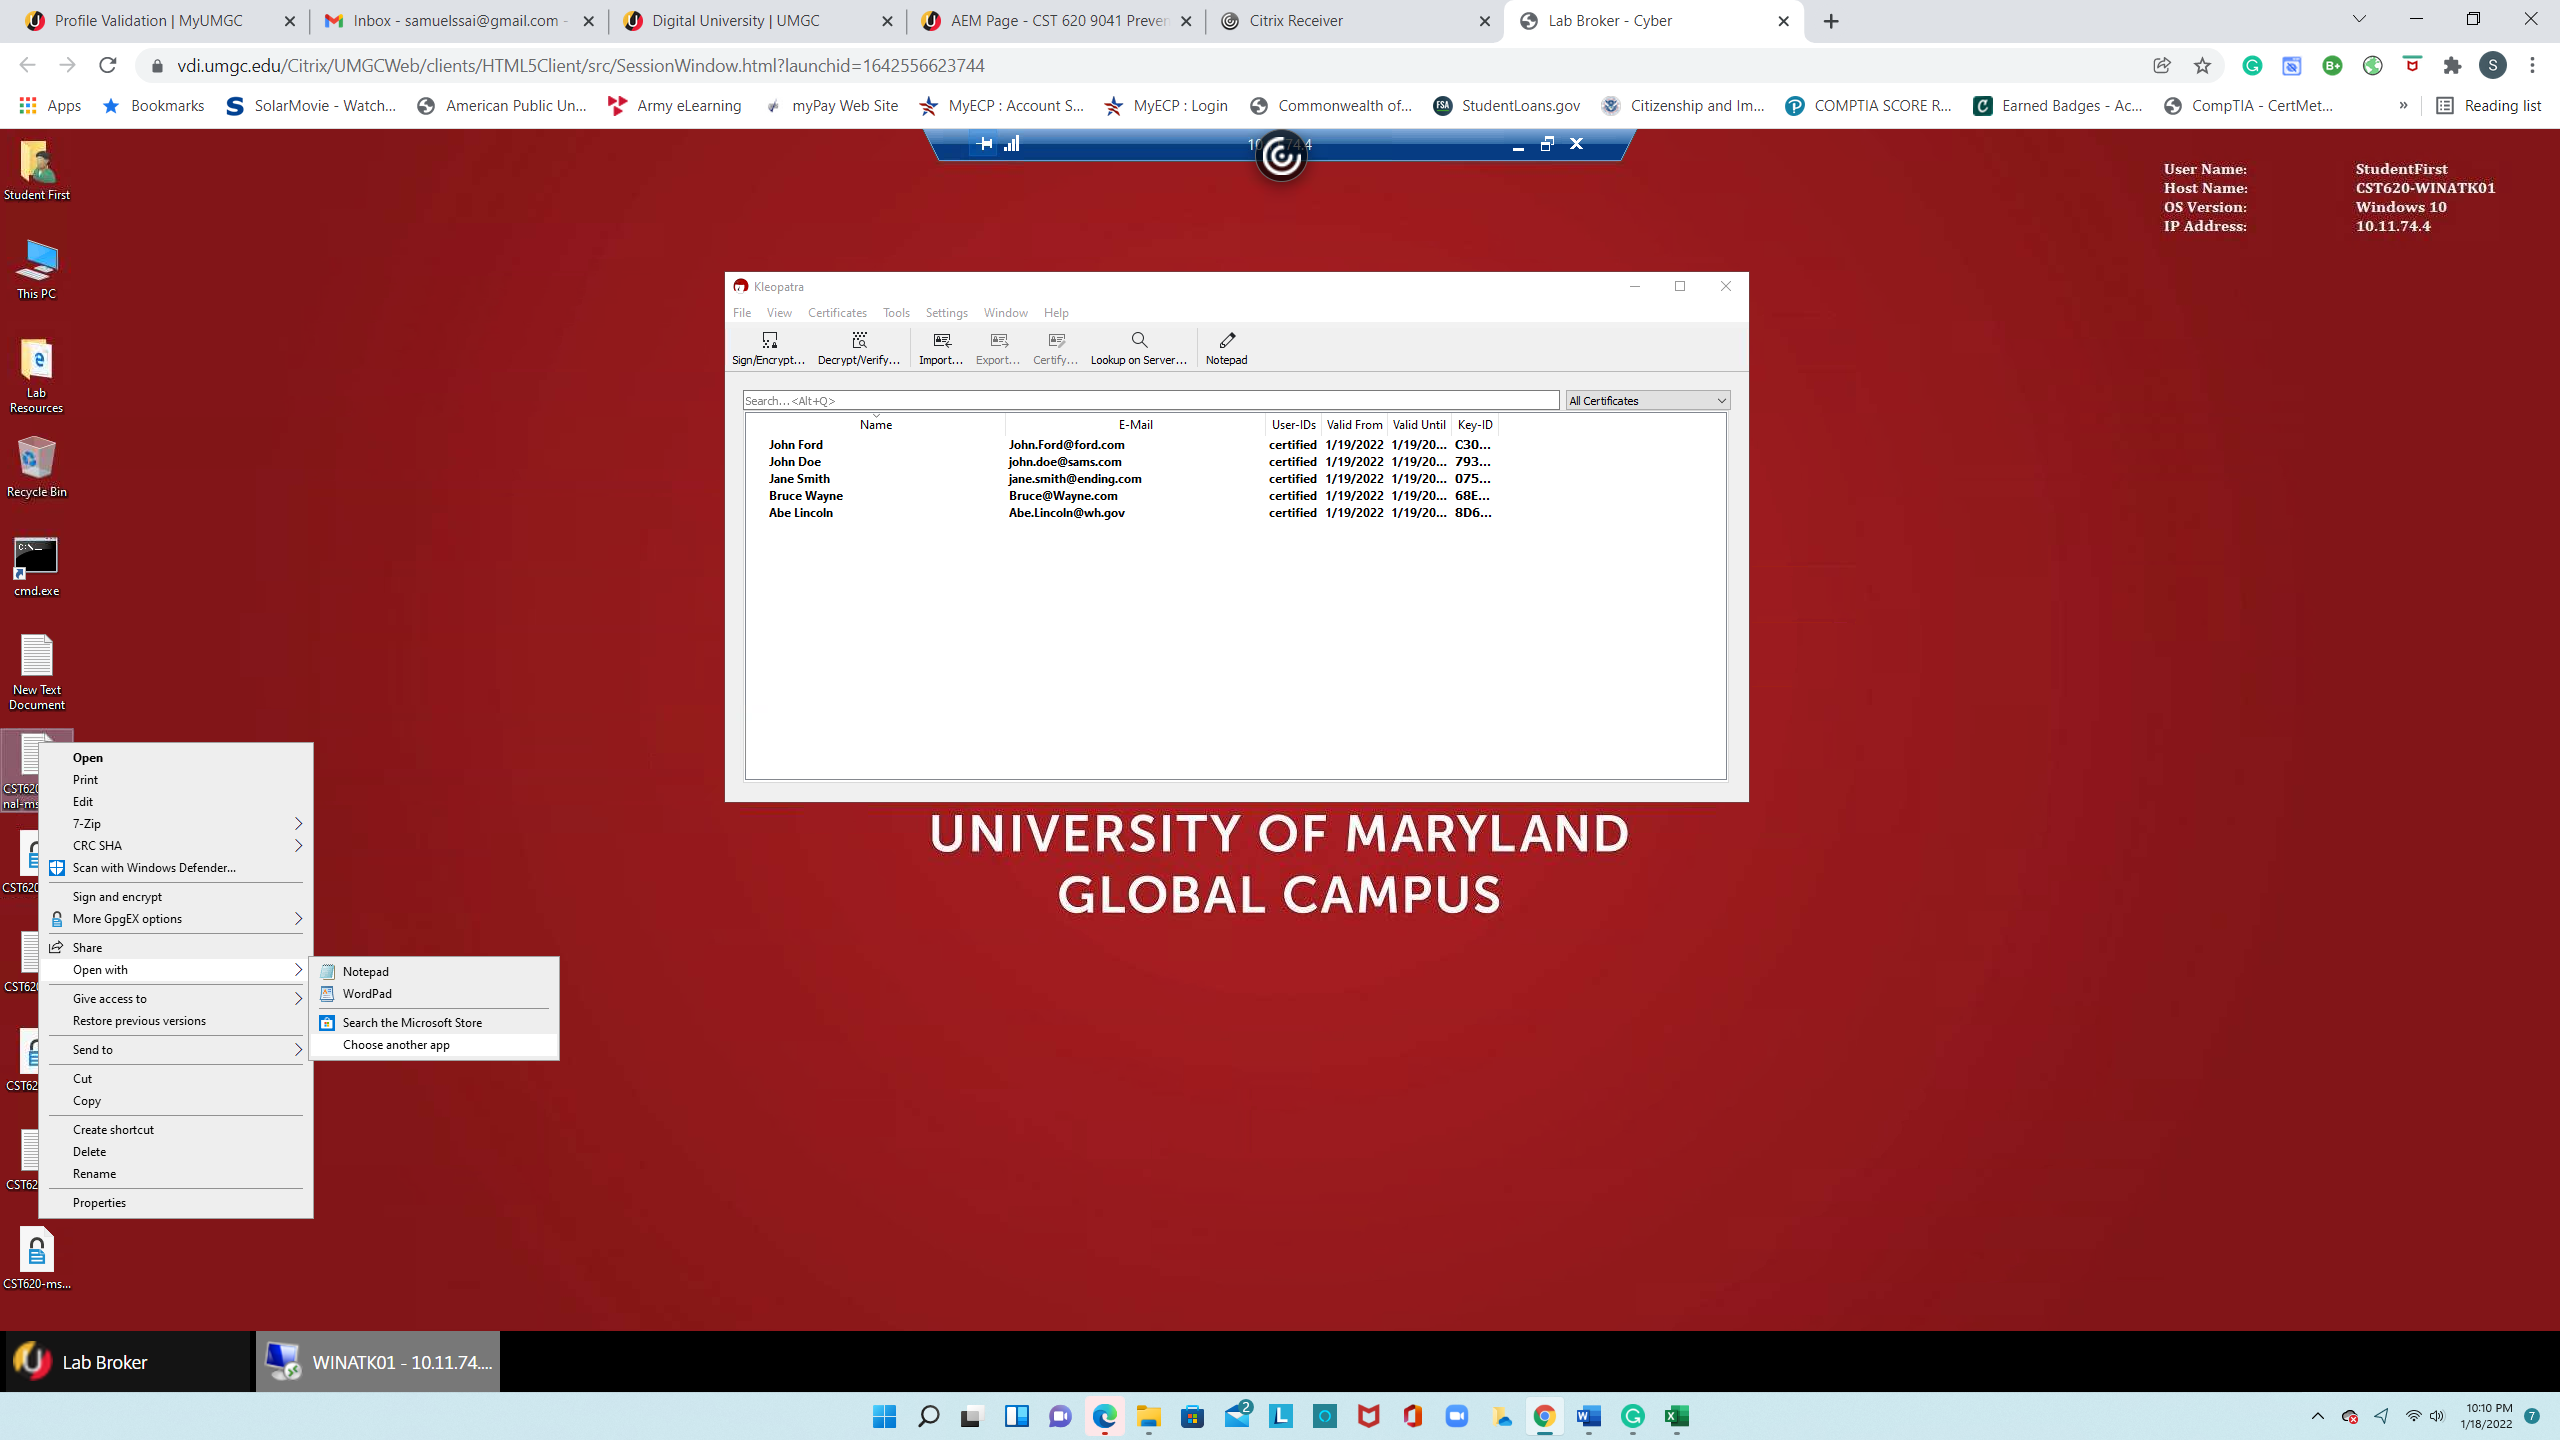 Profile Validation | MyUMGC
Inbox - samuelssai@gmail.com -
Digital University | UMGC
AEM Page - CST 620 9041 Preven
Citrix Receiver
Lab Broker - Cyber
vdi.umgc.edu/Citrix/UMGCWeb/clients/HTML5Client/src/SessionWindow.html?launchid=1642556623744
S
Apps
Bookmarks
SolarMovie - Watch...
American Public Un...
Army eLearning
myPay Web Site
MyECP : Account S...
MyECP : Login
Commonwealth of...
StudentLoans.gov
Citizenship and Im...
COMPTIA SCORE R...
Earned Badges - Ac...
CompTIA - CertMet...
»
Reading list
User Name: StudentFirst
Host Name: CST620-WINATK01
OS Version: Windows 10
IP Address: 10.11.74.4
Student First
This PC
Lab
Resources
Recycle Bin
cmd.exe
New Text
Document
CST620-ms...
Kleopatra
File View Certificates Tools Settings Window Help
Sign/Encrypt... Decrypt/Verify... Import... Export... Certify... Lookup on Server... Notepad
Search...<Alt+Q>
All Certificates
Name E-Mail User-IDs Valid From Valid Until Key-ID
John Ford John.Ford@ford.com certified 1/19/2022 1/19/20... C30...
John Doe john.doe@sams.com certified 1/19/2022 1/19/20... 793...
Jane Smith jane.smith@ending.com certified 1/19/2022 1/19/20... 075...
Bruce Wayne Bruce@Wayne.com certified 1/19/2022 1/19/20... 68E...
Abe Lincoln Abe.Lincoln@wh.gov certified 1/19/2022 1/19/20... 8D6...
Open
Print
Edit
7-Zip
CRC SHA
Scan with Windows Defender...
Sign and encrypt
More GpgEX options
Share
Open with
Give access to
Restore previous versions
Send to
Cut
Copy
Create shortcut
Delete
Rename
Properties
Notepad
WordPad
Search the Microsoft Store
Choose another app
UNIVERSITY OF MARYLAND
GLOBAL CAMPUS
Lab Broker
WINATK01 - 10.11.74....
2
10:10 PM
1/18/2022
7